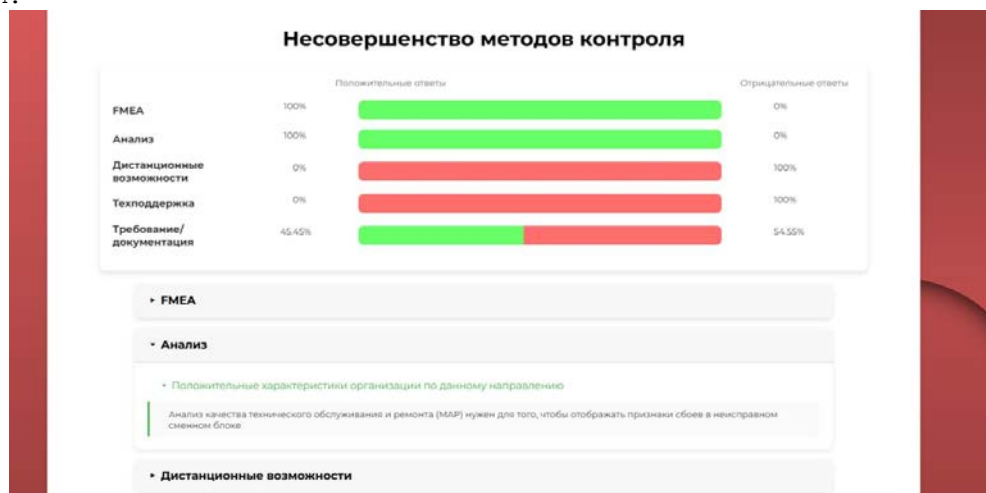 Несовершенство методов контроля
Положительные ответы Отрицательные ответы
FMEA 100% 0%
Анализ 100% 0%
Дистанционные
возможности 0% 100%
Техподдержка 0% 100%
Требование/
документация 45.45% 54.55%
FMEA
Анализ
Положительные характеристики организации по данному направлению
Анализ качества технического обслуживания и ремонта (МАР) нужен для того, чтобы отображать признаки сбоев в неисправном
сменном блоке
Дистанционные возможности